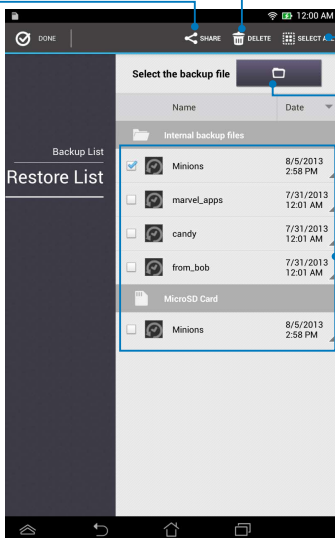 12:00 AM
DONE SHARE DELETE SELECT ALL
Select the backup file
Name Date
Internal backup files
Backup List
Restore List
Minions 8/5/2013
2:58 PM
marvel_apps 7/31/2013
12:01 AM
candy 7/31/2013
12:01 AM
from_bob 7/31/2013
12:01 AM
MicroSD Card
Minions 8/5/2013
2:58 PM